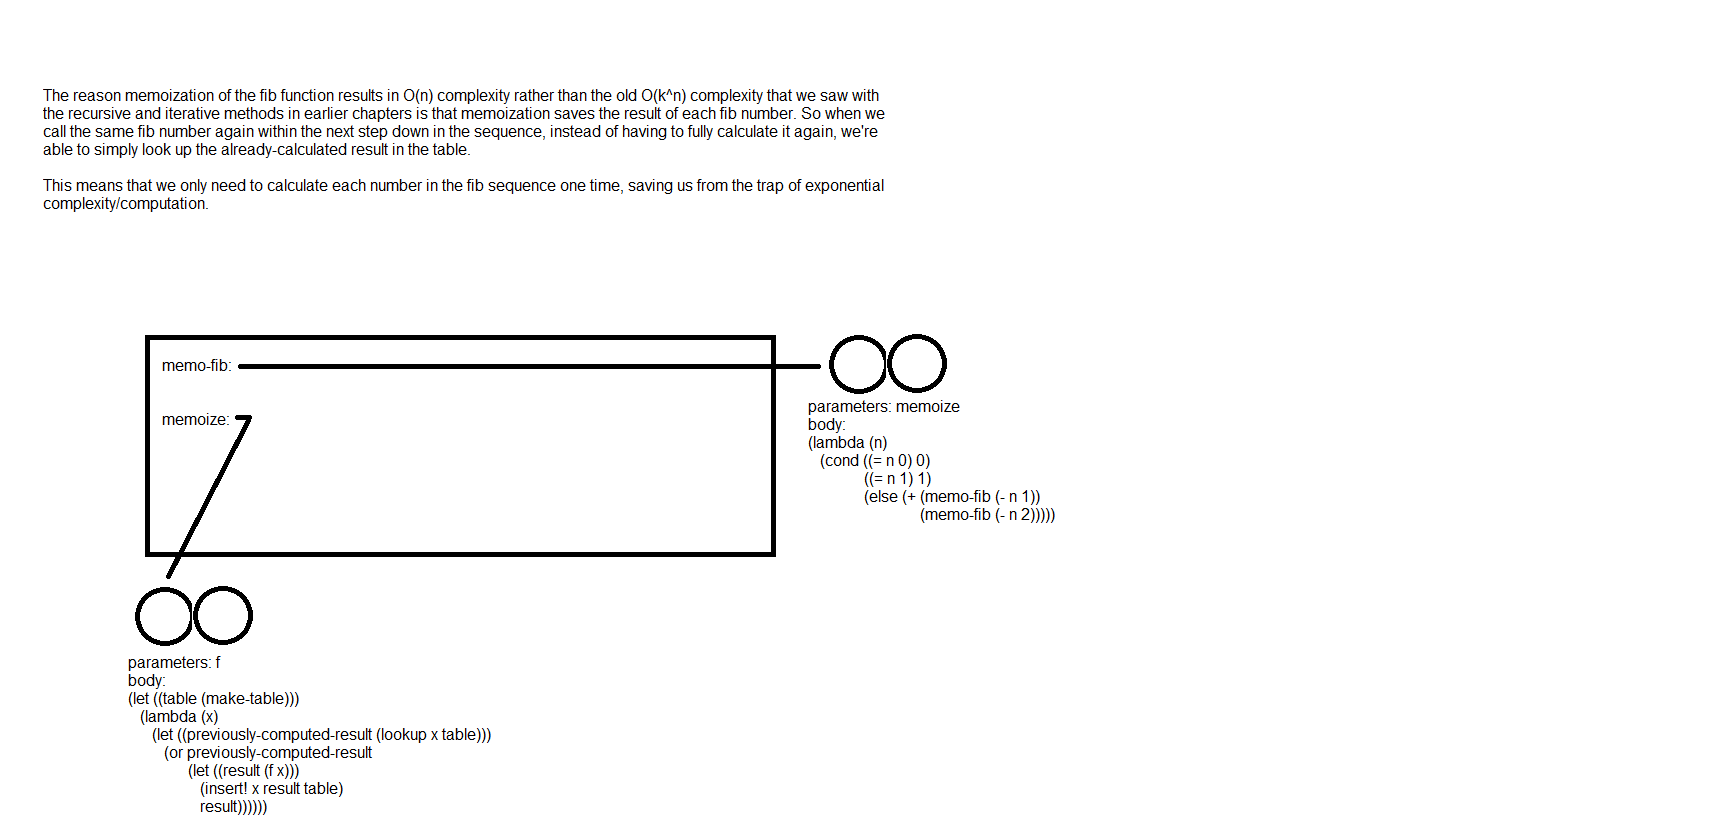 The reason memoization of the fib function results in O(n) complexity rather than the old O(k^n) complexity that we saw with
the recursive and iterative methods in earlier chapters is that memoization saves the result of each fib number. So when we
call the same fib number again within the next step down in the sequence, instead of having to fully calculate it again, we're
able to simply look up the already-calculated result in the table.
This means that we only need to calculate each number in the fib sequence one time, saving us from the trap of exponential
complexity/computation.
memo-fib:
memoize:
parameters: memoize
body:
(lambda (n)
(cond ((= n 0) 0)
((= n 1) 1)
(else (+ (memo-fib (- n 1))
(memo-fib (- n 2)))))
parameters: f
body:
(let ((table (make-table)))
(lambda (x)
(let ((previously-computed-result (lookup x table)))
(or previously-computed-result
(let ((result (f x)))
(insert! x result table)
result))))))